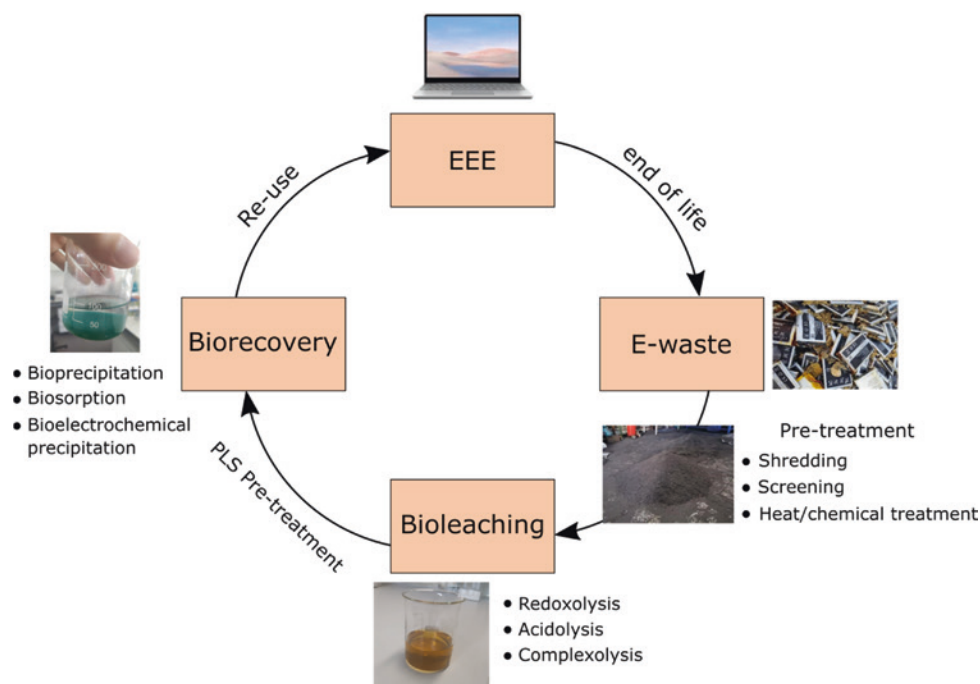 EEE
end of life
E-waste
Pre-treatment
• Shredding
• Screening
• Heat/chemical treatment
Bioleaching
• Redoxolysis
• Acidolysis
• Complexolysis
PLS Pre-treatment
Biorecovery
50
• Bioprecipitation
• Biosorption
• Bioelectrochemical
precipitation
Re-use